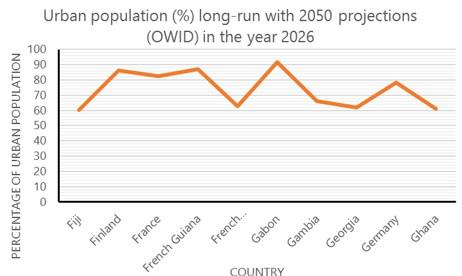 Urban population (%) long-run with 2050 projections
(OWID) in the year 2026
PERCENTAGE OF URBAN POPULATION
100
90
80
70
60
50
40
30
20
10
0
Fiji
Finland
France
French Guiana
French...
Gabon
Gambia
Georgia
Germany
Ghana
COUNTRY